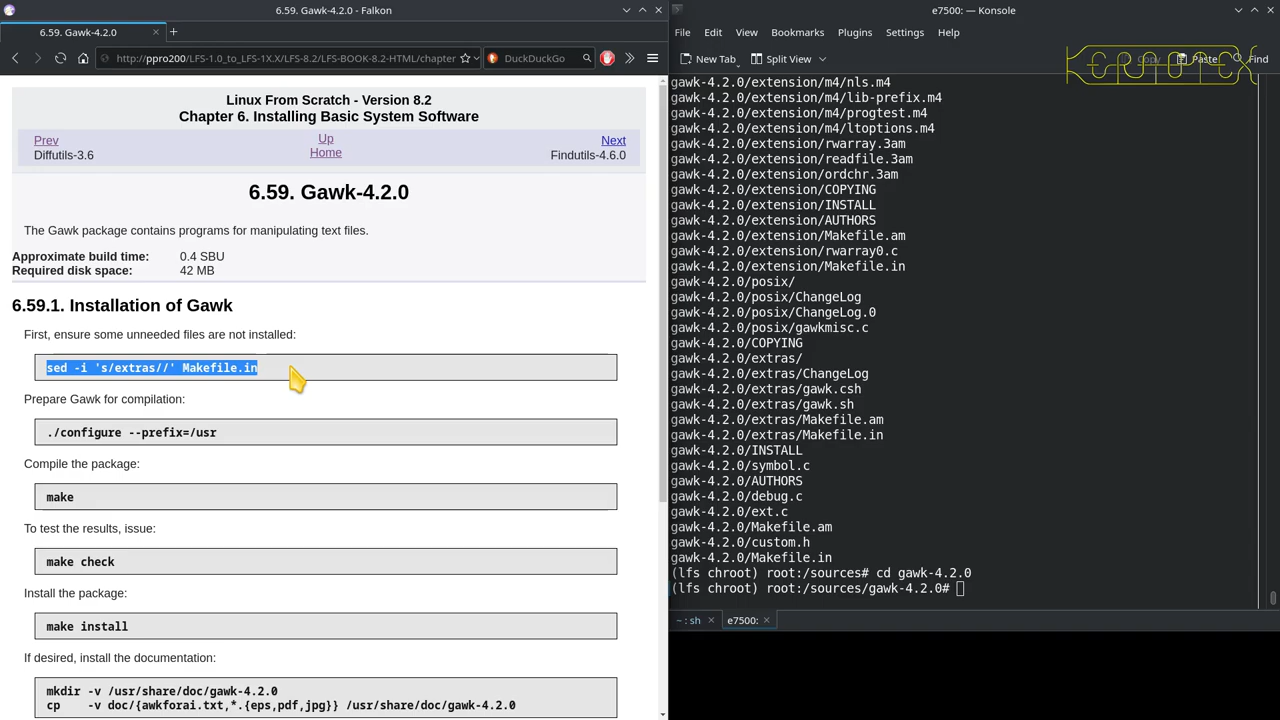 6.59. Gawk-4.2.0 - Falkon
6.59. Gawk-4.2.0
http://ppro200/LFS-1.0_to_LFS-1X.X/LFS-8.2/LFS-BOOK-8.2-HTML/chapter
DuckDuckGo
Linux From Scratch - Version 8.2
Chapter 6. Installing Basic System Software
Prev
Up
Next
Diffutils-3.6
Home
Findutils-4.6.0
6.59. Gawk-4.2.0
The Gawk package contains programs for manipulating text files.
Approximate build time: 0.4 SBU
Required disk space: 42 MB
6.59.1. Installation of Gawk
First, ensure some unneeded files are not installed:
sed -i 's/extras//' Makefile.in
Prepare Gawk for compilation:
./configure --prefix=/usr
Compile the package:
make
To test the results, issue:
make check
Install the package:
make install
If desired, install the documentation:
mkdir -v /usr/share/doc/gawk-4.2.0
cp    -v doc/{awkforai.txt,*.{eps,pdf,jpg}} /usr/share/doc/gawk-4.2.0
e7500: — Konsole
File Edit View Bookmarks Plugins Settings Help
New Tab Split View Copy Paste Find
gawk-4.2.0/extension/m4/nls.m4
gawk-4.2.0/extension/m4/lib-prefix.m4
gawk-4.2.0/extension/m4/progtest.m4
gawk-4.2.0/extension/m4/ltoptions.m4
gawk-4.2.0/extension/rwarray.3am
gawk-4.2.0/extension/readfile.3am
gawk-4.2.0/extension/ordchr.3am
gawk-4.2.0/extension/COPYING
gawk-4.2.0/extension/INSTALL
gawk-4.2.0/extension/AUTHORS
gawk-4.2.0/extension/Makefile.am
gawk-4.2.0/extension/rwarray0.c
gawk-4.2.0/extension/Makefile.in
gawk-4.2.0/posix/
gawk-4.2.0/posix/ChangeLog
gawk-4.2.0/posix/ChangeLog.0
gawk-4.2.0/posix/gawkmisc.c
gawk-4.2.0/COPYING
gawk-4.2.0/extras/
gawk-4.2.0/extras/ChangeLog
gawk-4.2.0/extras/gawk.csh
gawk-4.2.0/extras/gawk.sh
gawk-4.2.0/extras/Makefile.am
gawk-4.2.0/extras/Makefile.in
gawk-4.2.0/INSTALL
gawk-4.2.0/symbol.c
gawk-4.2.0/AUTHORS
gawk-4.2.0/debug.c
gawk-4.2.0/ext.c
gawk-4.2.0/Makefile.am
gawk-4.2.0/custom.h
gawk-4.2.0/Makefile.in
(lfs chroot) root:/sources# cd gawk-4.2.0
(lfs chroot) root:/sources/gawk-4.2.0#
~ : sh
e7500: